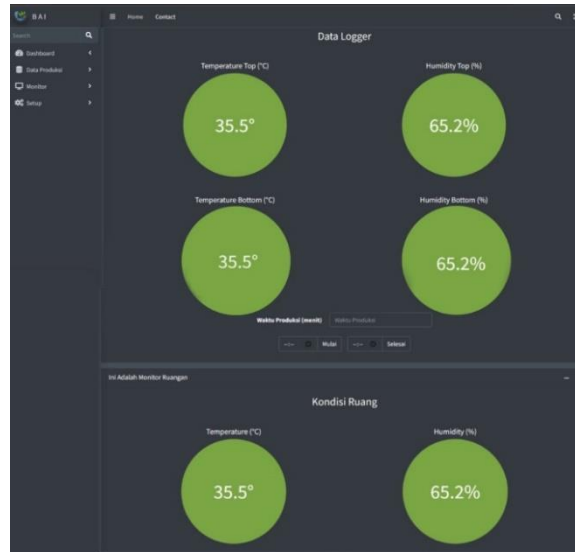 BAI
Home Contact
Search
Dashboard
Data Produksi
Monitor
Setup
Data Logger
Temperature Top (°C) Humidity Top (%)
35.5° 65.2%
Temperature Bottom (°C) Humidity Bottom (%)
35.5° 65.2%
Waktu Produksi (menit) Waktu Produksi
--:-- Mulai --:-- Selesai
Ini Adalah Monitor Ruangan
Kondisi Ruang
Temperature (°C) Humidity (%)
35.5° 65.2%